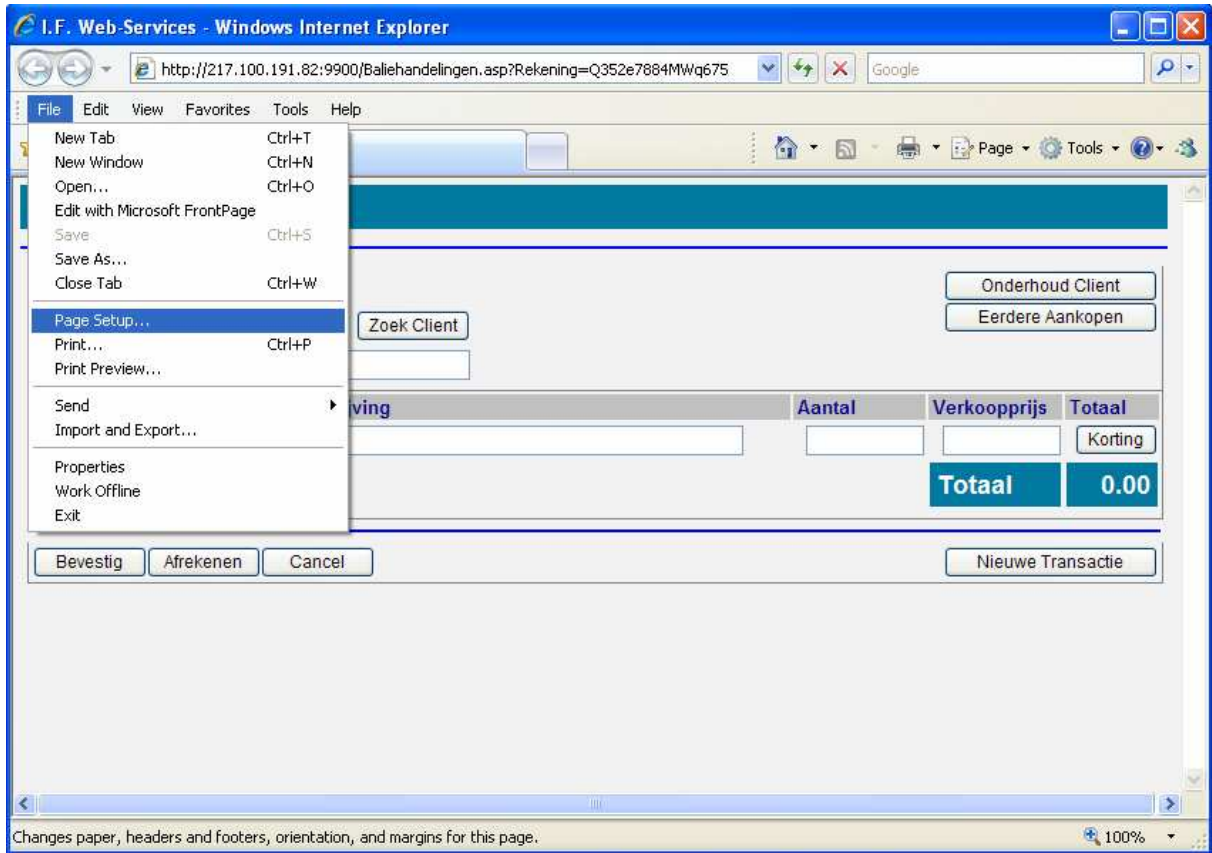 I.F. Web-Services - Windows Internet Explorer
http://217.100.191.82:9900/Baliehandelingen.asp?Rekening=Q352e7884MWq675
Google
File Edit View Favorites Tools Help
Page Tools
New Tab Ctrl+T
New Window Ctrl+N
Open... Ctrl+O
Edit with Microsoft FrontPage
Save Ctrl+S
Save As...
Close Tab Ctrl+W
Page Setup...
Print... Ctrl+P
Print Preview...
Send
Import and Export...
Properties
Work Offline
Exit
Onderhoud Client
Eerdere Aankopen
Zoek Client
ving Aantal Verkoopprijs Totaal
Korting
Totaal 0.00
Bevestig Afrekenen Cancel Nieuwe Transactie
Changes paper, headers and footers, orientation, and margins for this page.
100%